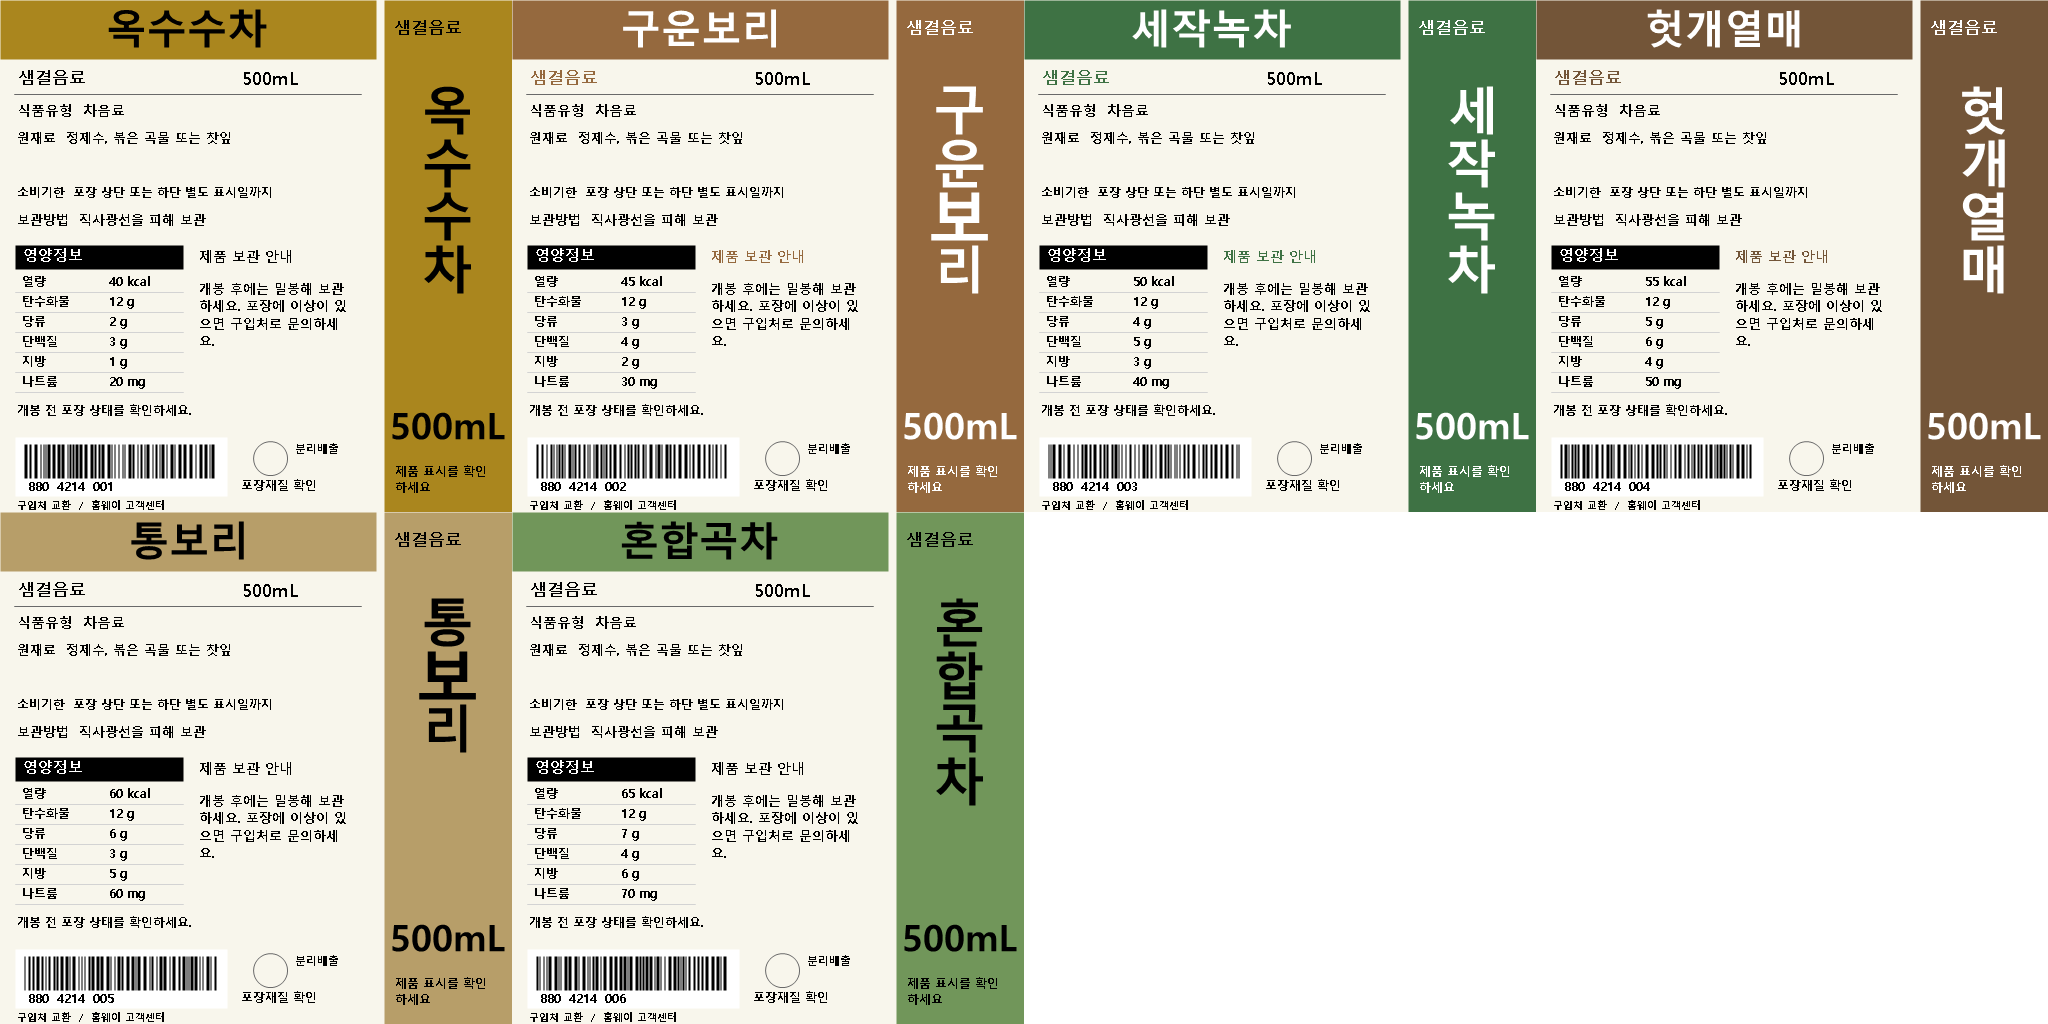 옥수수차
샘결음료 500mL
식품유형 차음료
원재료 정제수, 볶은 곡물 또는 찻잎
소비기한 포장 상단 또는 하단 별도 표시일까지
보관방법 직사광선을 피해 보관
영양정보
열량 40 kcal
탄수화물 12 g
당류 2 g
단백질 3 g
지방 1 g
나트륨 20 mg
제품 보관 안내
개봉 후에는 밀봉해 보관
하세요. 포장에 이상이 있
으면 구입처로 문의하세
요.
개봉 전 포장 상태를 확인하세요.
880 4214 001
분리배출
포장재질 확인
구입처 교환 / 홈웨이 고객센터
샘결음료
옥수수차
500mL
제품 표시를 확인
하세요
구운보리
샘결음료 500mL
식품유형 차음료
원재료 정제수, 볶은 곡물 또는 찻잎
소비기한 포장 상단 또는 하단 별도 표시일까지
보관방법 직사광선을 피해 보관
영양정보
열량 45 kcal
탄수화물 12 g
당류 3 g
단백질 4 g
지방 2 g
나트륨 30 mg
제품 보관 안내
개봉 후에는 밀봉해 보관
하세요. 포장에 이상이 있
으면 구입처로 문의하세
요.
개봉 전 포장 상태를 확인하세요.
880 4214 002
분리배출
포장재질 확인
구입처 교환 / 홈웨이 고객센터
샘결음료
구운보리
500mL
제품 표시를 확인
하세요
세작녹차
샘결음료 500mL
식품유형 차음료
원재료 정제수, 볶은 곡물 또는 찻잎
소비기한 포장 상단 또는 하단 별도 표시일까지
보관방법 직사광선을 피해 보관
영양정보
열량 50 kcal
탄수화물 12 g
당류 4 g
단백질 5 g
지방 3 g
나트륨 40 mg
제품 보관 안내
개봉 후에는 밀봉해 보관
하세요. 포장에 이상이 있
으면 구입처로 문의하세
요.
개봉 전 포장 상태를 확인하세요.
880 4214 003
분리배출
포장재질 확인
구입처 교환 / 홈웨이 고객센터
샘결음료
세작녹차
500mL
제품 표시를 확인
하세요
헛개열매
샘결음료 500mL
식품유형 차음료
원재료 정제수, 볶은 곡물 또는 찻잎
소비기한 포장 상단 또는 하단 별도 표시일까지
보관방법 직사광선을 피해 보관
영양정보
열량 55 kcal
탄수화물 12 g
당류 5 g
단백질 6 g
지방 4 g
나트륨 50 mg
제품 보관 안내
개봉 후에는 밀봉해 보관
하세요. 포장에 이상이 있
으면 구입처로 문의하세
요.
개봉 전 포장 상태를 확인하세요.
880 4214 004
분리배출
포장재질 확인
구입처 교환 / 홈웨이 고객센터
샘결음료
헛개열매
500mL
제품 표시를 확인
하세요
통보리
샘결음료 500mL
식품유형 차음료
원재료 정제수, 볶은 곡물 또는 찻잎
소비기한 포장 상단 또는 하단 별도 표시일까지
보관방법 직사광선을 피해 보관
영양정보
열량 60 kcal
탄수화물 12 g
당류 6 g
단백질 3 g
지방 5 g
나트륨 60 mg
제품 보관 안내
개봉 후에는 밀봉해 보관
하세요. 포장에 이상이 있
으면 구입처로 문의하세
요.
개봉 전 포장 상태를 확인하세요.
880 4214 005
분리배출
포장재질 확인
구입처 교환 / 홈웨이 고객센터
샘결음료
통보리
500mL
제품 표시를 확인
하세요
혼합곡차
샘결음료 500mL
식품유형 차음료
원재료 정제수, 볶은 곡물 또는 찻잎
소비기한 포장 상단 또는 하단 별도 표시일까지
보관방법 직사광선을 피해 보관
영양정보
열량 65 kcal
탄수화물 12 g
당류 7 g
단백질 4 g
지방 6 g
나트륨 70 mg
제품 보관 안내
개봉 후에는 밀봉해 보관
하세요. 포장에 이상이 있
으면 구입처로 문의하세
요.
개봉 전 포장 상태를 확인하세요.
880 4214 006
분리배출
포장재질 확인
구입처 교환 / 홈웨이 고객센터
샘결음료
혼합곡차
500mL
제품 표시를 확인
하세요